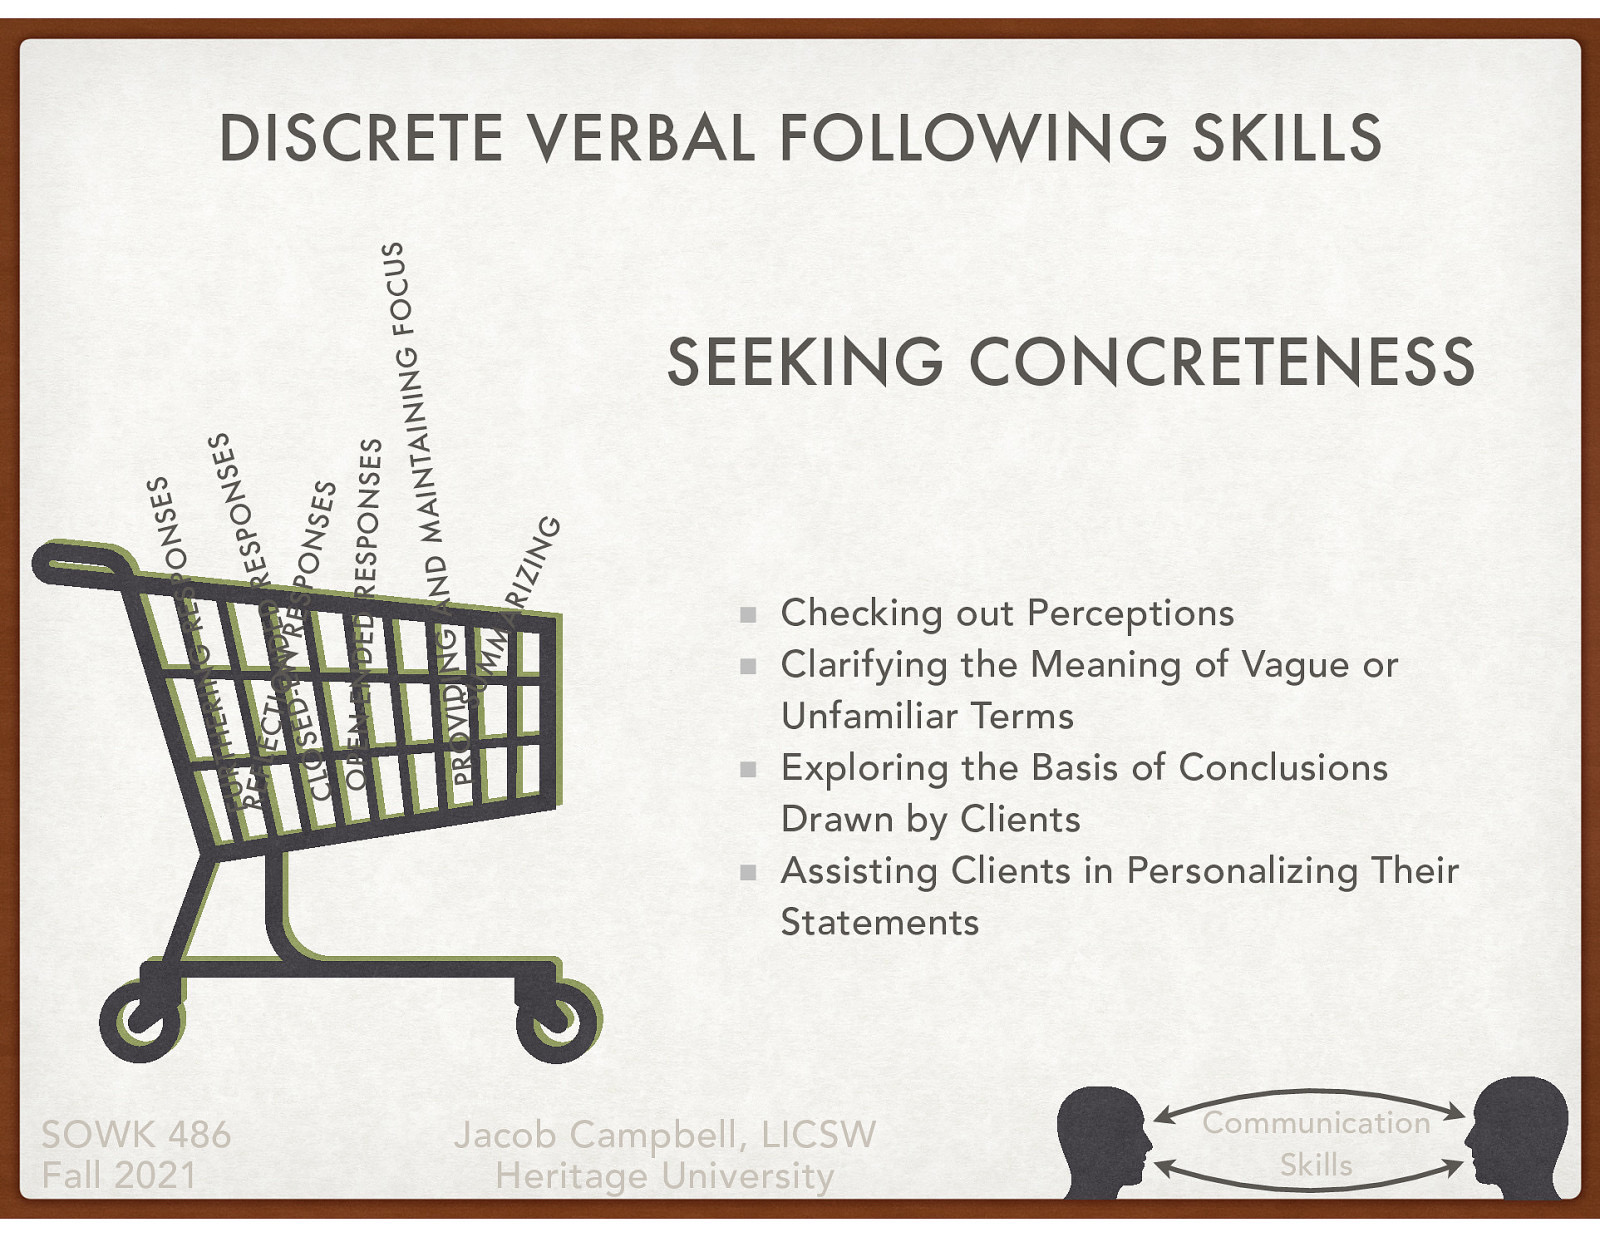 DISCRETE VERBAL FOLLOWING SKILLS
FURTHERING RESPONSES
REFLECTION RESPONSES
CLOSED-ENDED RESPONSES
OPEN-ENDED RESPONSES
PROVIDING AND MAINTAINING FOCUS
SUMMARIZING
SEEKING CONCRETENESS
Checking out Perceptions
Clarifying the Meaning of Vague or
Unfamiliar Terms
Exploring the Basis of Conclusions
Drawn by Clients
Assisting Clients in Personalizing Their
Statements
SOWK 486
Fall 2021
Jacob Campbell, LICSW
Heritage University
Communication
Skills